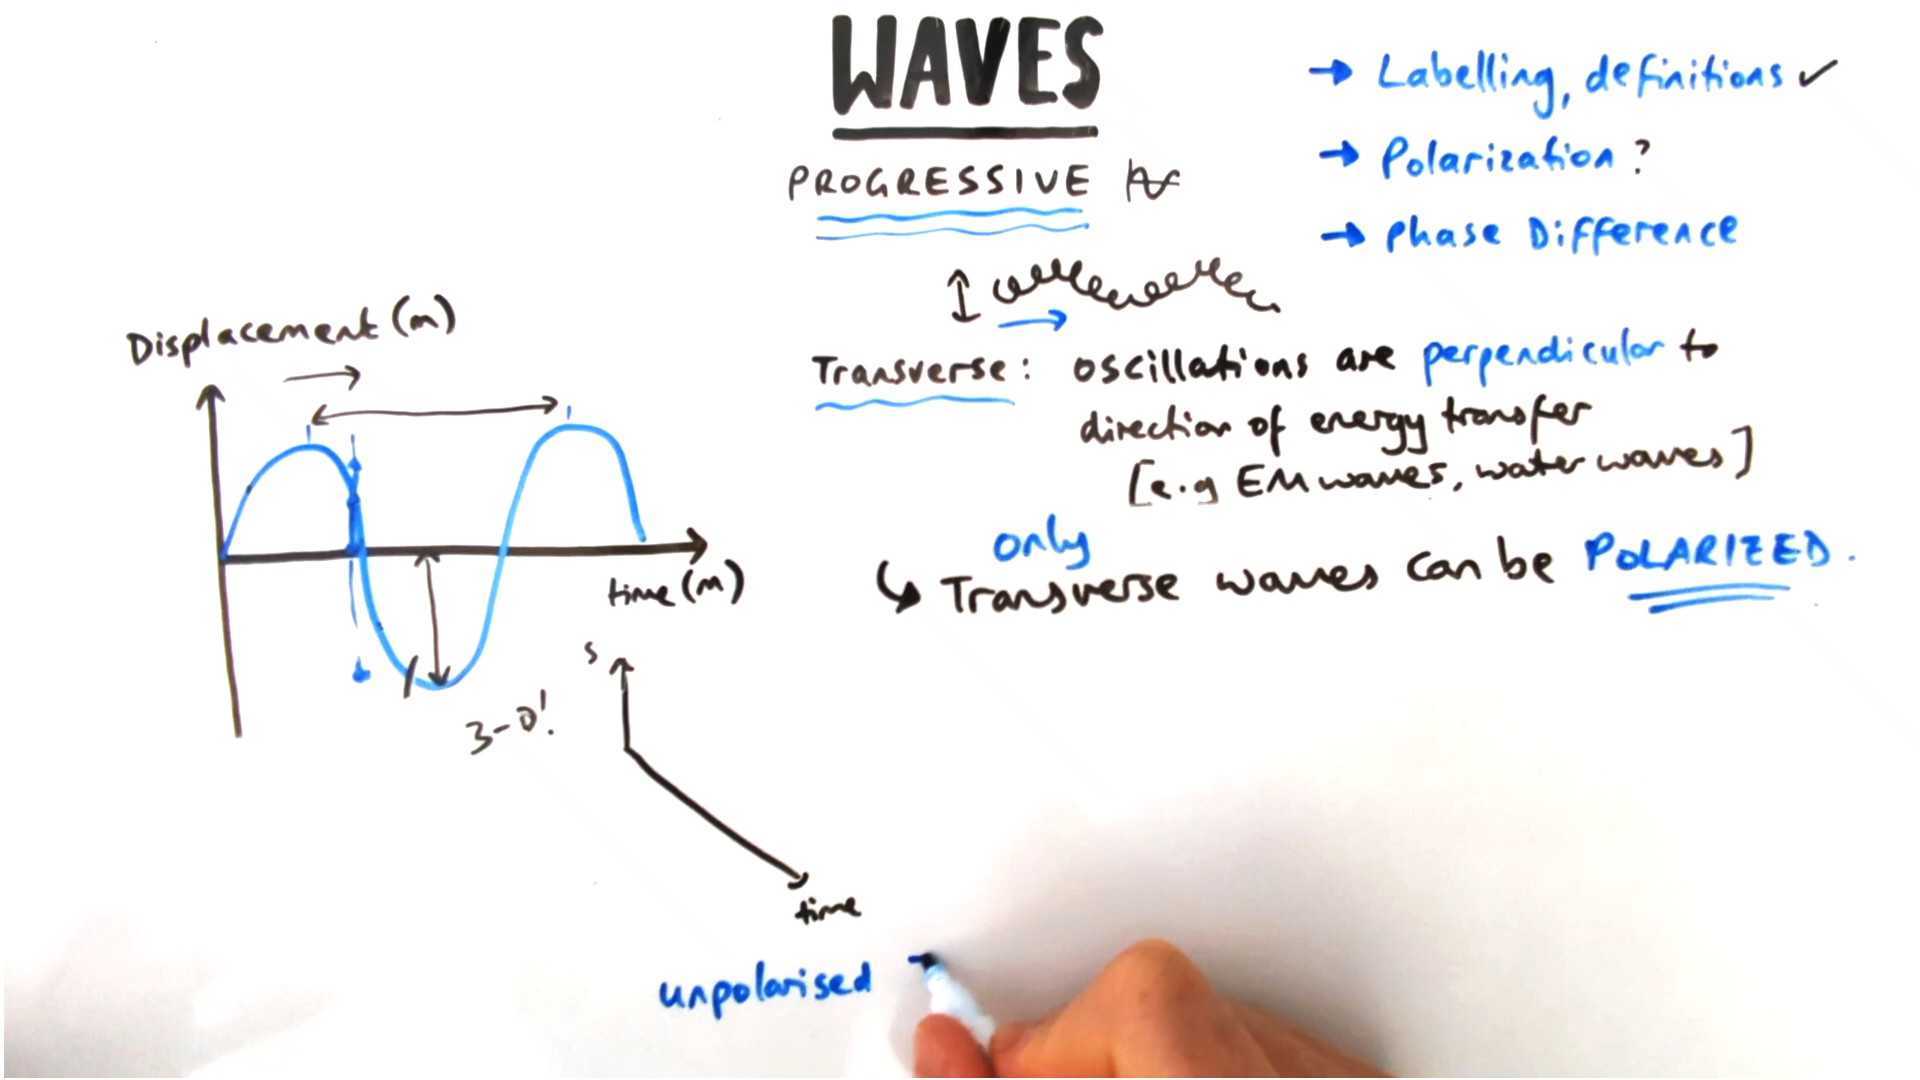 WAVES
PROGRESSIVE
→ Labelling, definitions ✓
→ Polarization ?
→ Phase Difference
Displacement (m)
time (m)
Transverse: oscillations are perpendicular to
direction of energy transfer
[e.g EM waves, water waves]
only
↳ Transverse waves can be POLARIZED.
3-D!
s
time
unpolarised